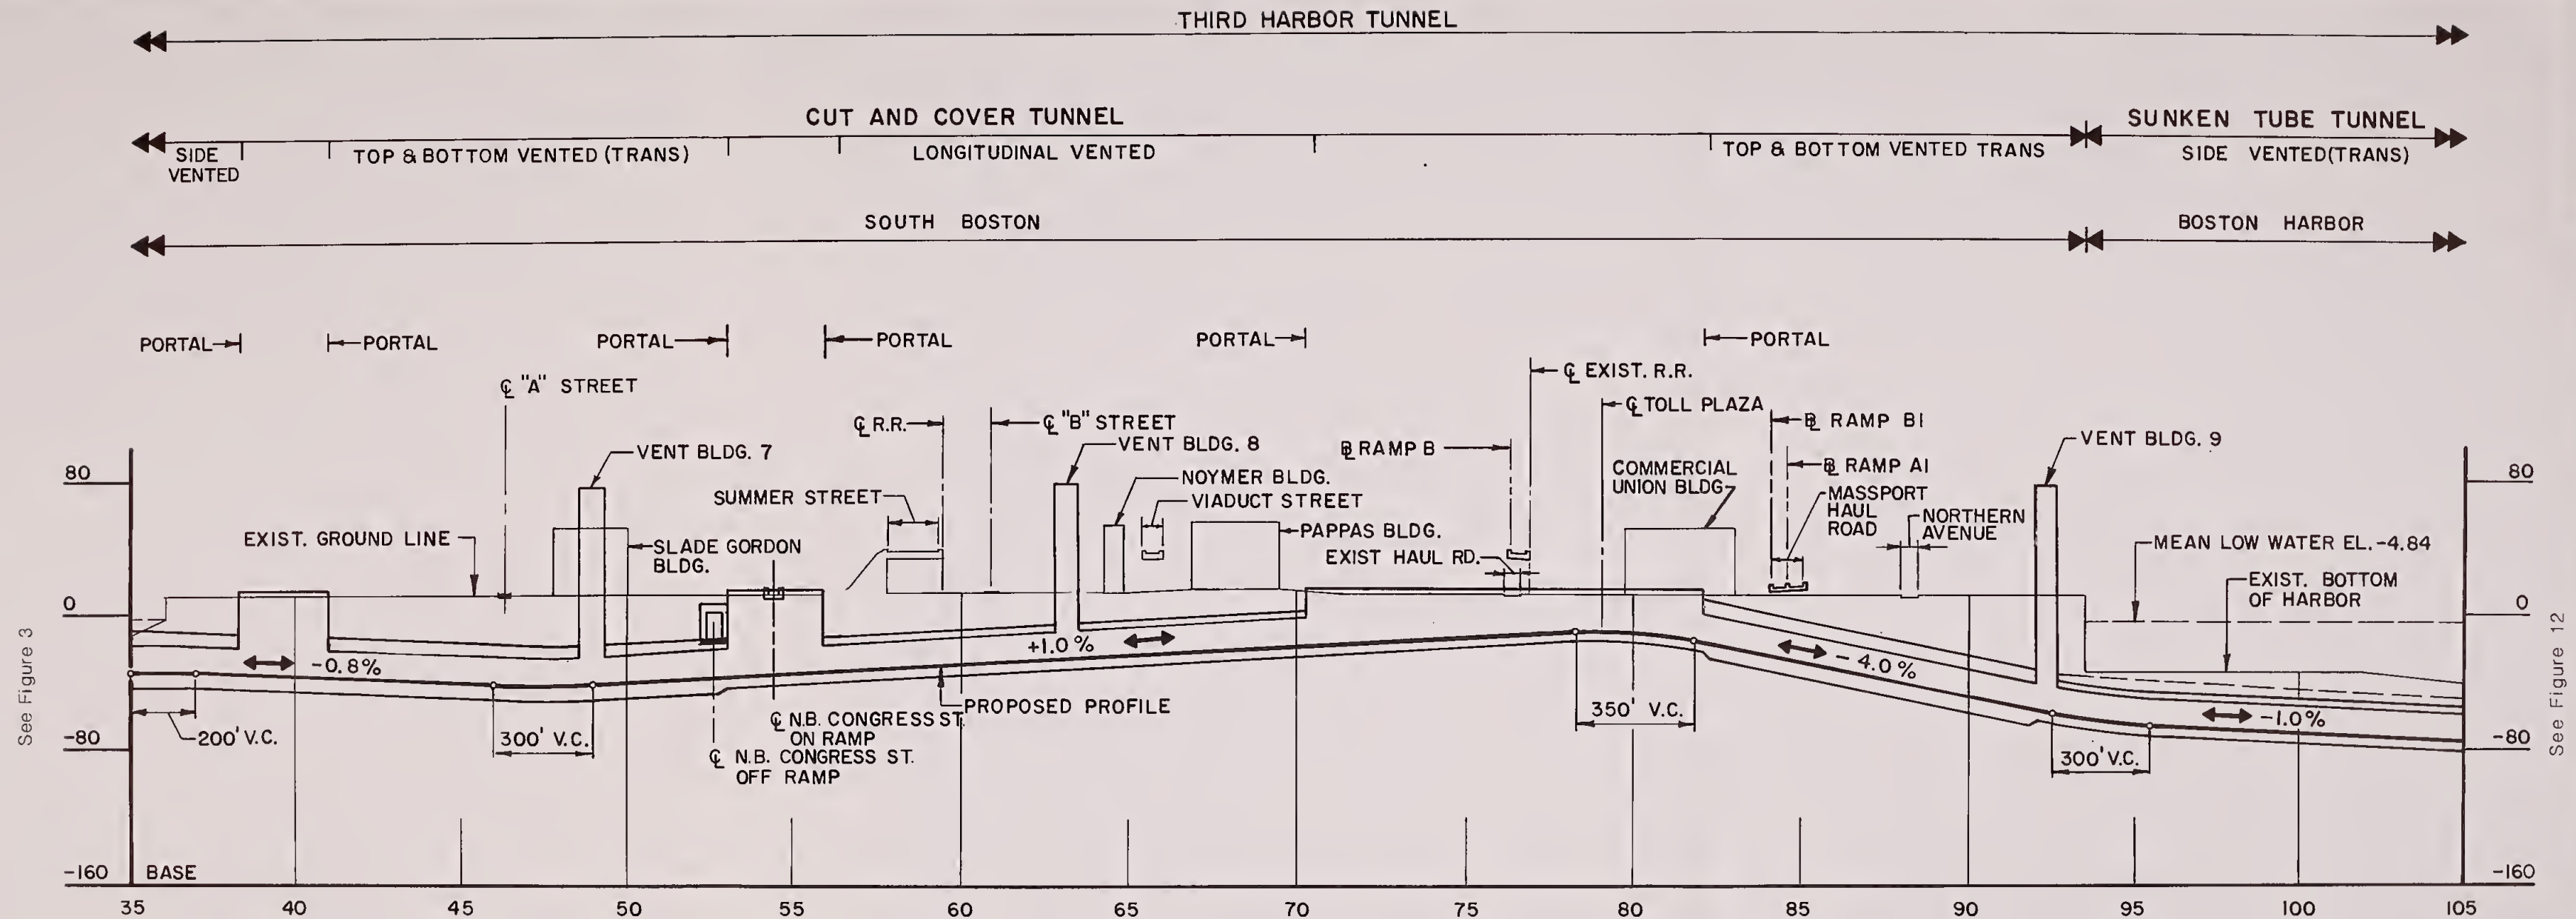 THIRD HARBOR TUNNEL
CUT AND COVER TUNNEL
SUNKEN TUBE TUNNEL
SIDE
VENTED
TOP & BOTTOM VENTED (TRANS)
LONGITUDINAL VENTED
TOP & BOTTOM VENTED TRANS
SIDE VENTED(TRANS)
SOUTH BOSTON
BOSTON HARBOR
PORTAL
PORTAL
PORTAL
PORTAL
PORTAL
PORTAL
℄ "A" STREET
℄ EXIST. R.R.
℄ TOLL PLAZA
℄ R.R.
℄ "B" STREET
BL RAMP B1
VENT BLDG. 7
VENT BLDG. 8
BL RAMP B
VENT BLDG. 9
80
NOYMER BLDG.
COMMERCIAL
UNION BLDG
BL RAMP A1
80
SUMMER STREET
VIADUCT STREET
MASSPORT
HAUL
ROAD
NORTHERN
AVENUE
EXIST. GROUND LINE
SLADE GORDON
BLDG.
PAPPAS BLDG.
EXIST HAUL RD.
MEAN LOW WATER EL. -4.84
EXIST. BOTTOM
OF HARBOR
0
0
See Figure 3
-0.8%
+1.0%
-4.0%
-1.0%
See Figure 12
PROPOSED PROFILE
200' V.C.
300' V.C.
℄ N.B. CONGRESS ST.
ON RAMP
℄ N.B. CONGRESS ST.
OFF RAMP
350' V.C.
300' V.C.
-80
-80
-160
BASE
-160
35 40 45 50 55 60 65 70 75 80 85 90 95 100 105